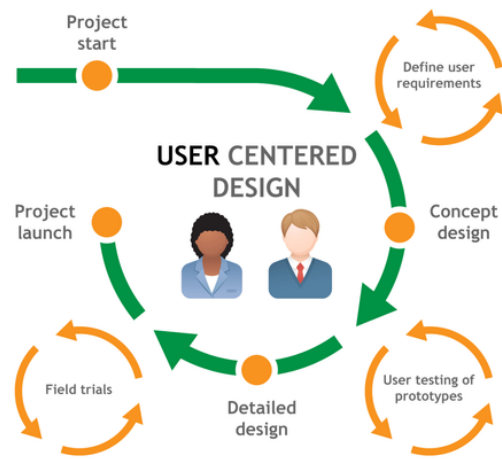 Project
start
Define user
requirements
USER CENTERED
DESIGN
Project
launch
Concept
design
Field trials
Detailed
design
User testing of
prototypes